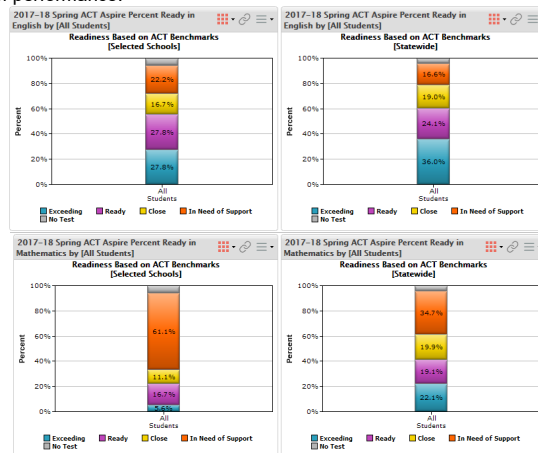 2017-18 Spring ACT Aspire Percent Ready in
English by [All Students]
Readiness Based on ACT Benchmarks
[Selected Schools]
100%
80%
60%
40%
20%
0%
Percent
22.2%
16.7%
27.8%
27.8%
All
Students
Exceeding Ready Close In Need of Support
No Test
2017-18 Spring ACT Aspire Percent Ready in
English by [All Students]
Readiness Based on ACT Benchmarks
[Statewide]
100%
80%
60%
40%
20%
0%
Percent
16.6%
19.0%
24.1%
36.0%
All
Students
Exceeding Ready Close In Need of Support
No Test
2017-18 Spring ACT Aspire Percent Ready in
Mathematics by [All Students]
Readiness Based on ACT Benchmarks
[Selected Schools]
100%
80%
60%
40%
20%
0%
Percent
61.1%
11.1%
16.7%
5.6%
All
Students
Exceeding Ready Close In Need of Support
No Test
2017-18 Spring ACT Aspire Percent Ready in
Mathematics by [All Students]
Readiness Based on ACT Benchmarks
[Statewide]
100%
80%
60%
40%
20%
0%
Percent
34.7%
19.9%
19.1%
22.1%
All
Students
Exceeding Ready Close In Need of Support
No Test